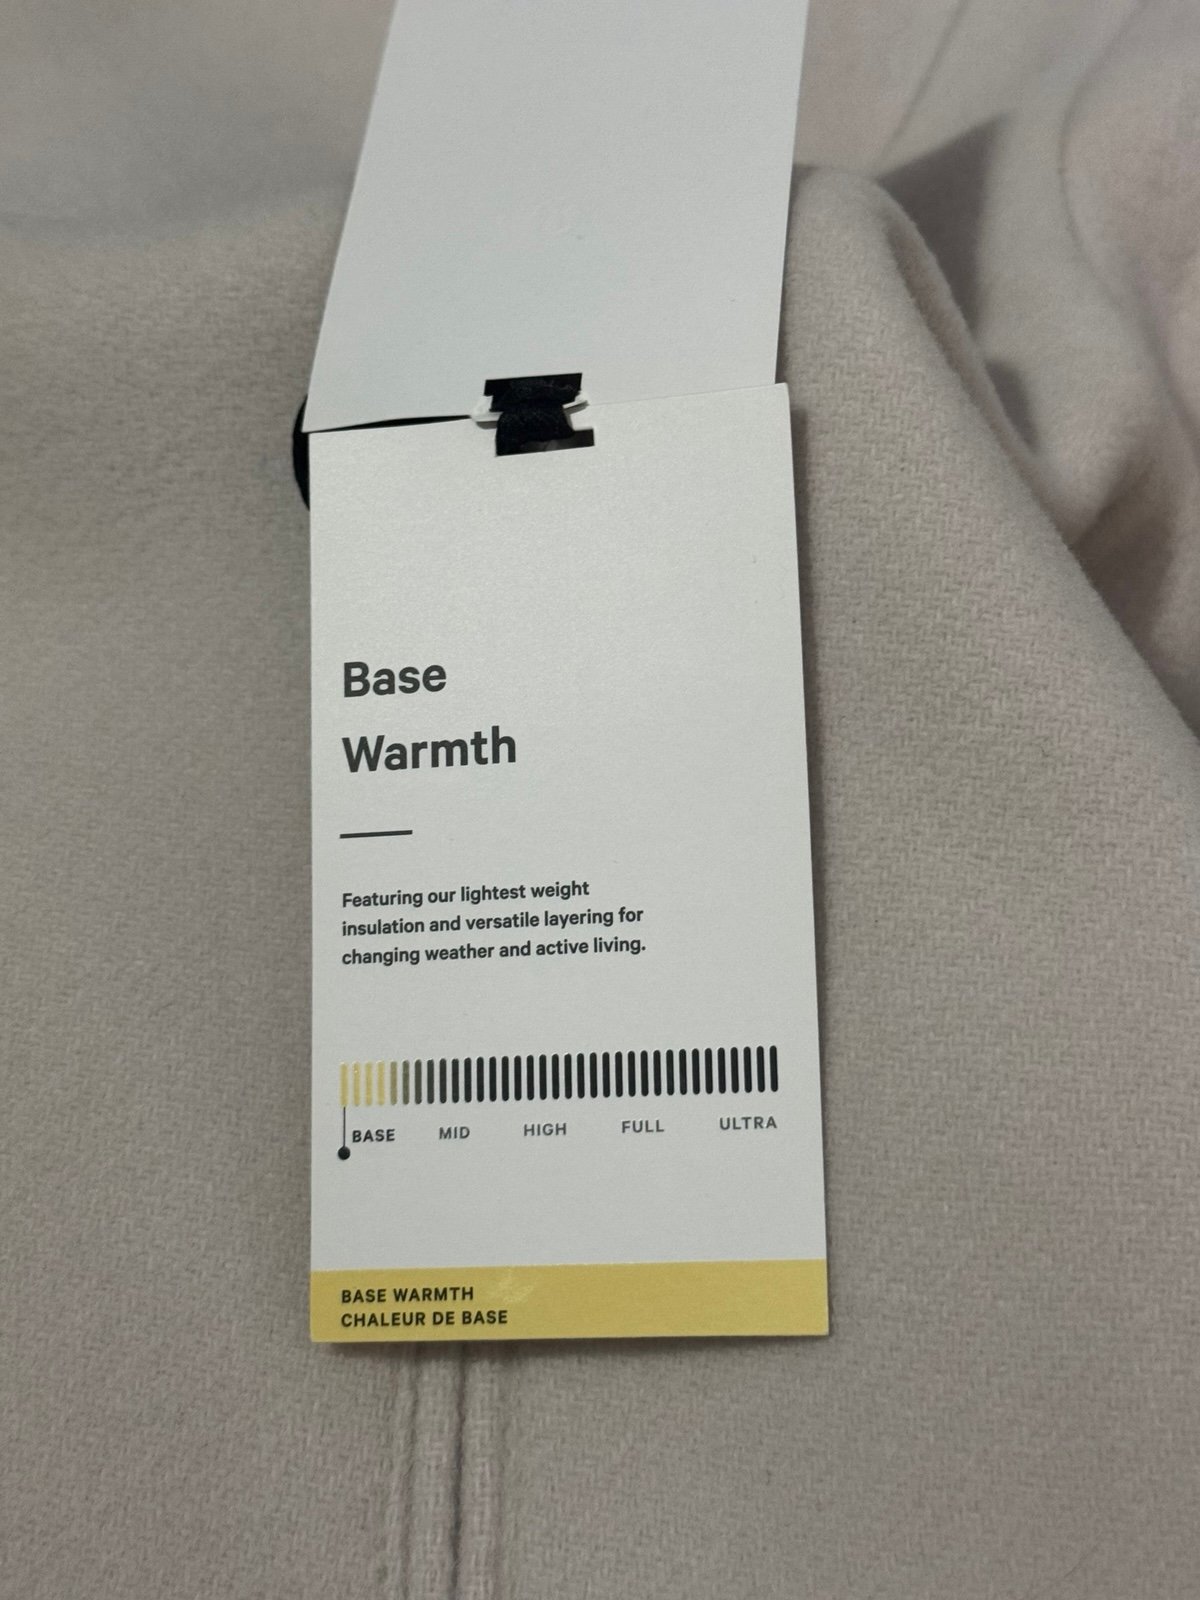 Base
Warmth
Featuring our lightest weight
insulation and versatile layering for
changing weather and active living.
BASE MID HIGH FULL ULTRA
BASE WARMTH
CHALEUR DE BASE